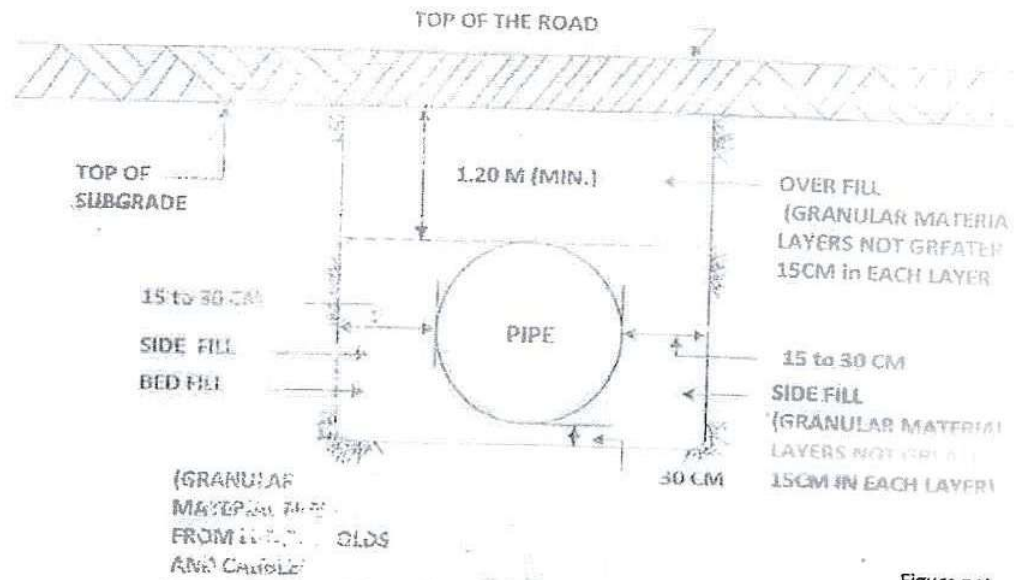 TOP OF THE ROAD
TOP OF
SUBGRADE
1.20 M (MIN.)
OVER FILL
(GRANULAR MATERIA
LAYERS NOT GREATER
15CM in EACH LAYER
15 to 30 CM
SIDE FILL
BED FILL
PIPE
15 to 30 CM
SIDE FILL
(GRANULAR MATERIAL
LAYERS NOT
15CM IN EACH LAYER)
30 CM
(GRANULAR
FROM
AND